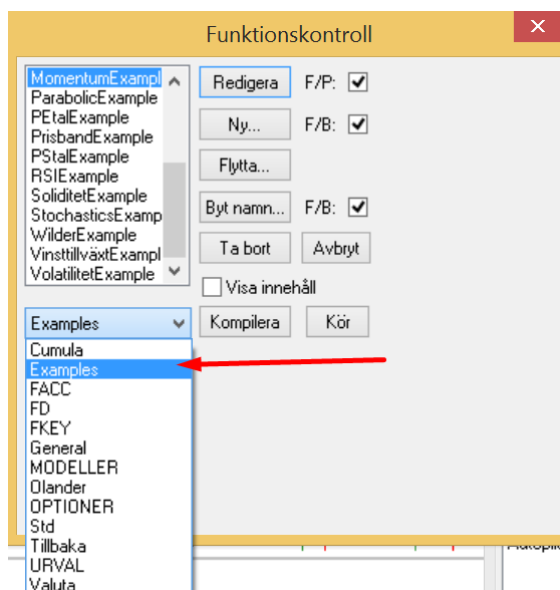 Funktionskontroll
MomentumExampl
ParabolicExample
PEtalExample
PrisbandExample
PStalExample
RSIExample
SoliditetExample
StochasticsExamp
WilderExample
VinsttillväxtExampl
VolatilitetExample
Redigera F/P:
Ny... F/B:
Flytta...
Byt namn... F/B:
Ta bort Avbryt
Visa innehåll
Examples Kompilera Kör
Cumula
Examples
FACC
FD
FKEY
General
MODELLER
Olander
OPTIONER
Std
Tillbaka
URVAL
Valuta